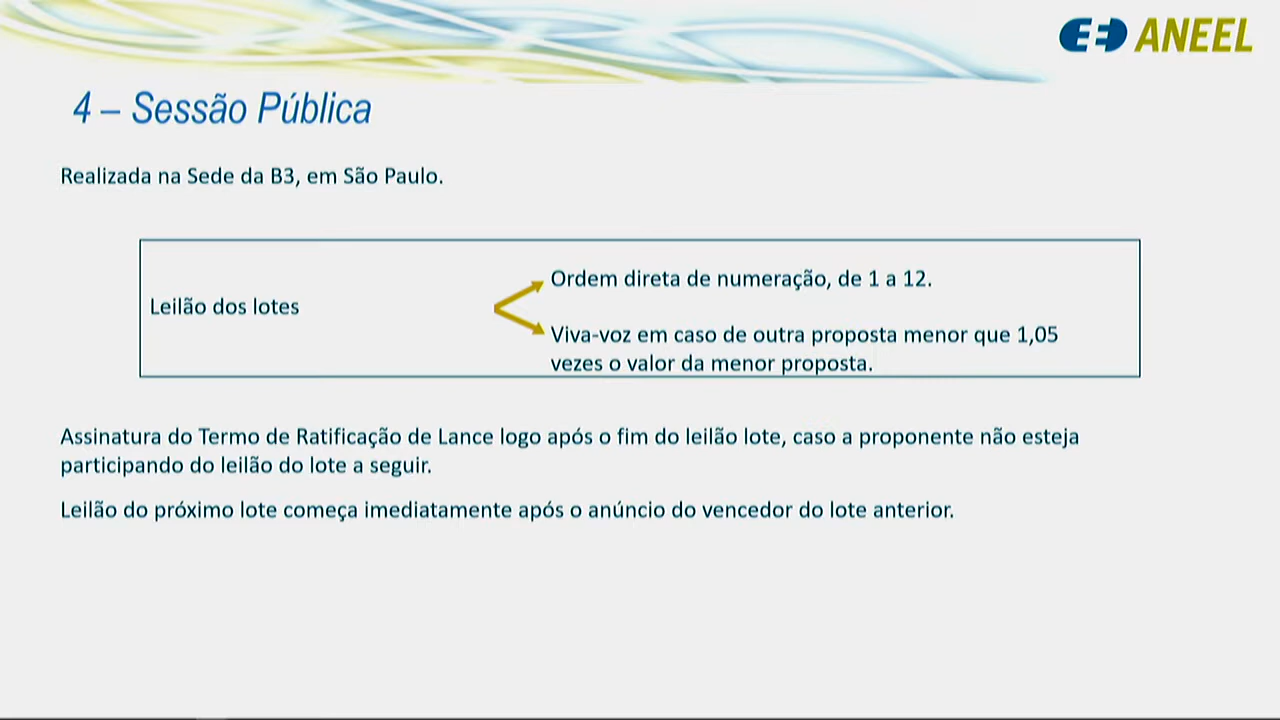 ANEEL
4 – Sessão Pública
Realizada na Sede da B3, em São Paulo.
Ordem direta de numeração, de 1 a 12.
Leilão dos lotes
Viva-voz em caso de outra proposta menor que 1,05
vezes o valor da menor proposta.
Assinatura do Termo de Ratificação de Lance logo após o fim do leilão lote, caso a proponente não esteja
participando do leilão do lote a seguir.
Leilão do próximo lote começa imediatamente após o anúncio do vencedor do lote anterior.